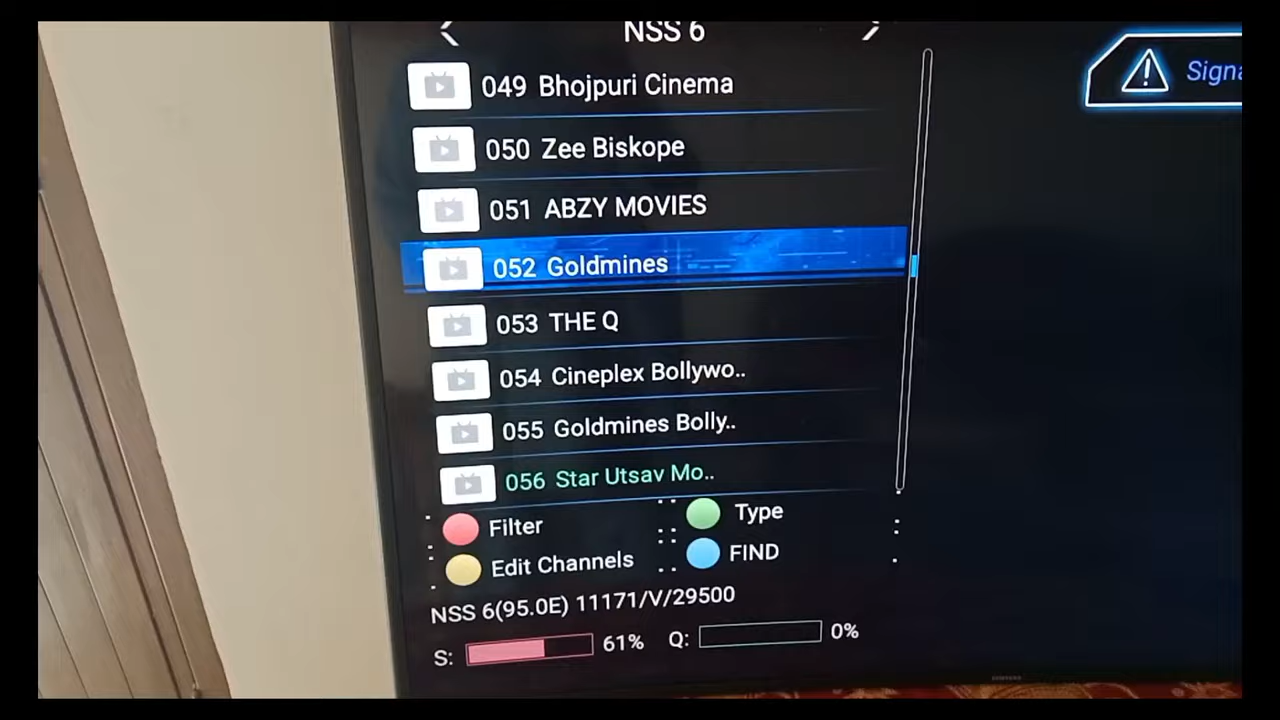 NSS 6
Signa
049 Bhojpuri Cinema
050 Zee Biskope
051 ABZY MOVIES
052 Goldmines
053 THE Q
054 Cineplex Bollywo..
055 Goldmines Bolly..
056 Star Utsav Mo..
Filter
Type
Edit Channels
FIND
NSS 6(95.0E) 11171/V/29500
S: 61% Q: 0%